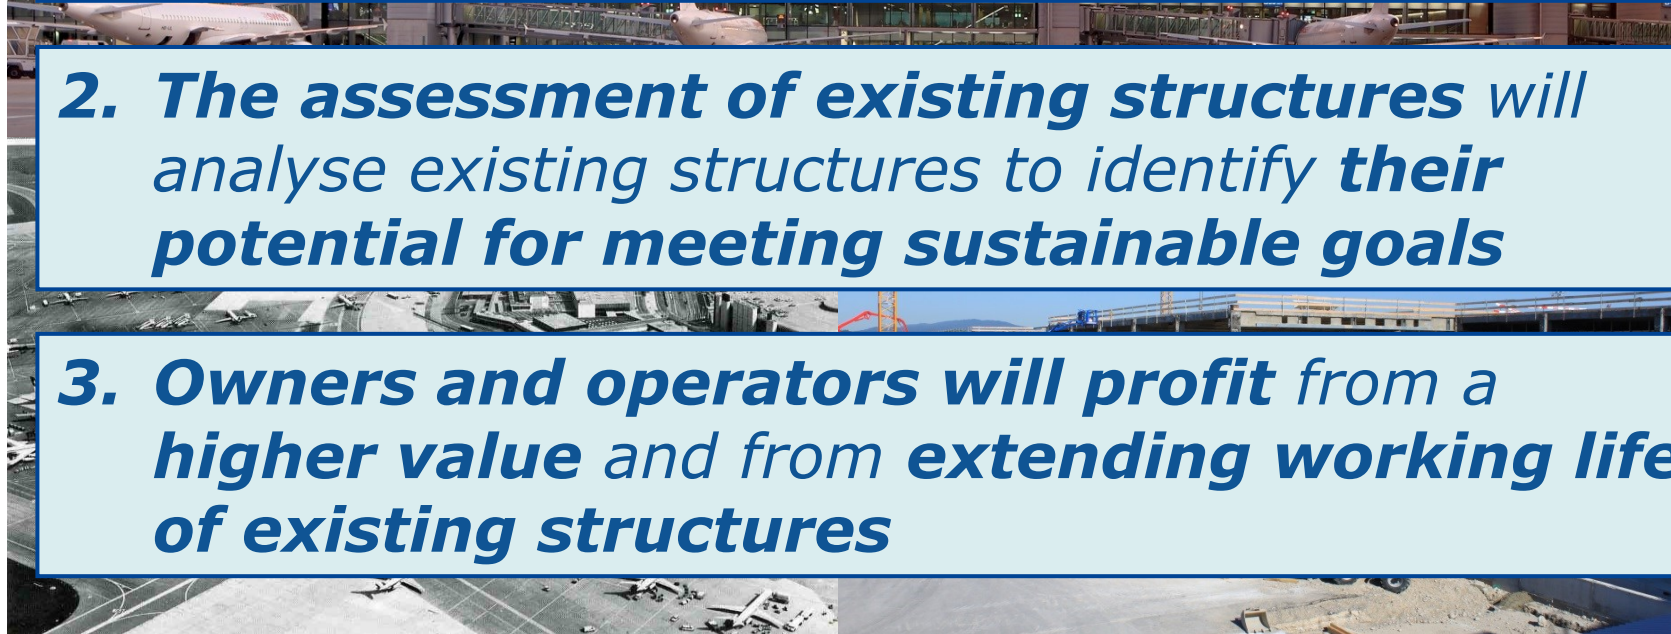 2. The assessment of existing structures will
analyse existing structures to identify their
potential for meeting sustainable goals
3. Owners and operators will profit from a
higher value and from extending working life
of existing structures